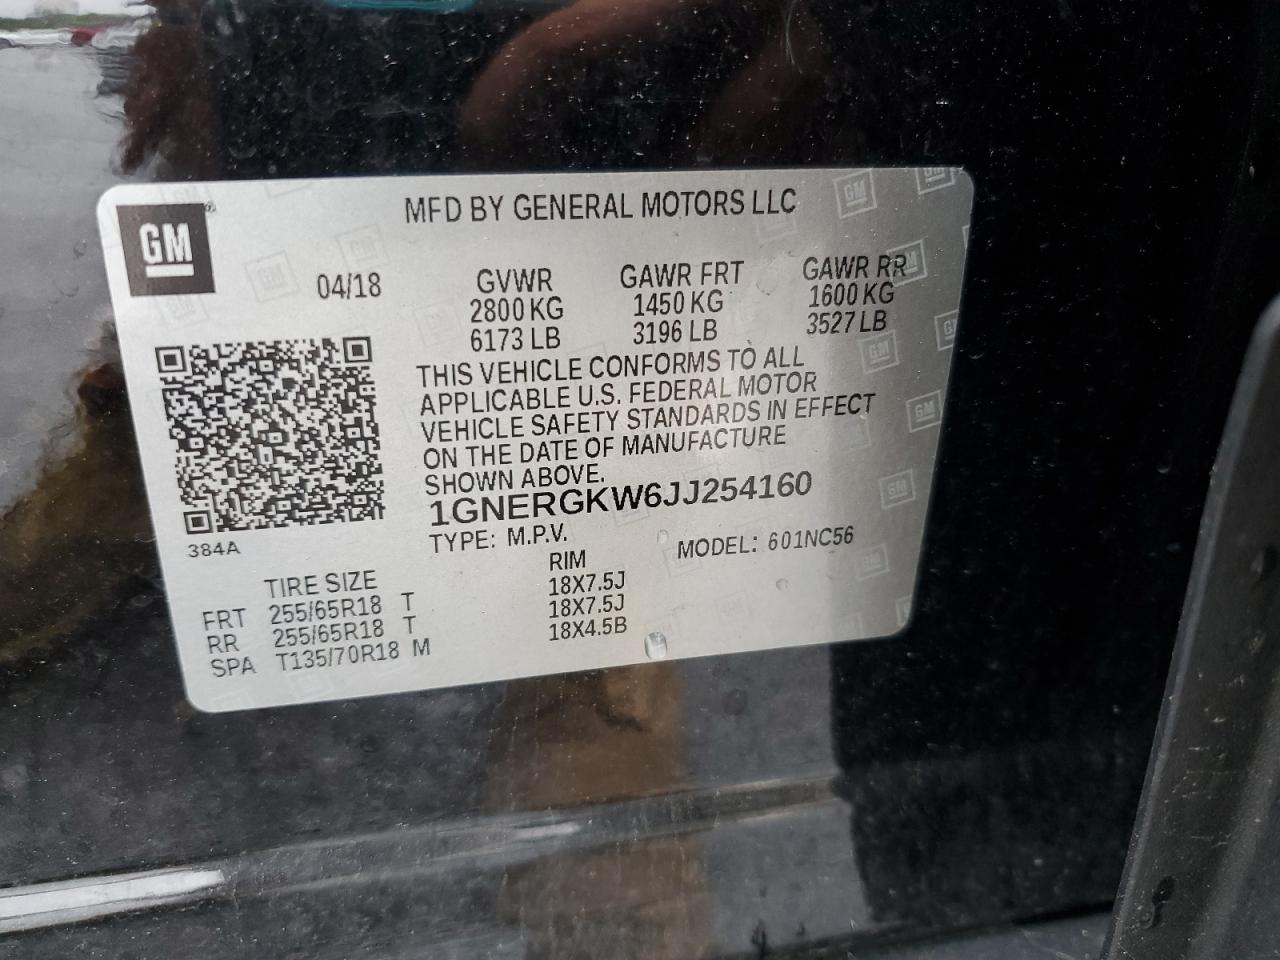 GM
MFD BY GENERAL MOTORS LLC
04/18 GVWR GAWR FRT GAWR RR
2800 KG 1450 KG 1600 KG
6173 LB 3196 LB 3527 LB
THIS VEHICLE CONFORMS TO ALL
APPLICABLE U.S. FEDERAL MOTOR
VEHICLE SAFETY STANDARDS IN EFFECT
ON THE DATE OF MANUFACTURE
SHOWN ABOVE.
1GNERGKW6JJ254160
384A
TYPE: M.P.V. MODEL: 601NC56
TIRE SIZE RIM
FRT 255/65R18 T 18X7.5J
RR 255/65R18 T 18X7.5J
SPA T135/70R18 M 18X4.5B